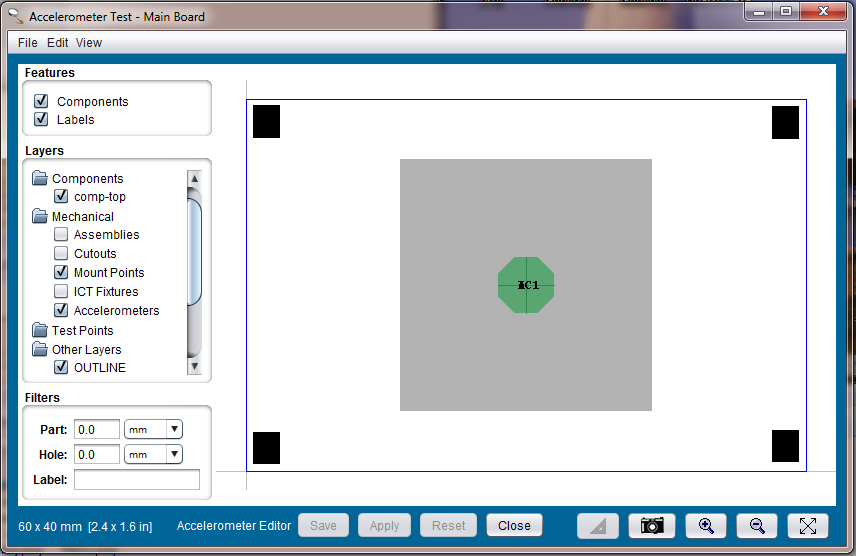 Accelerometer Test - Main Board
File Edit View
Features
Components
Labels
Layers
Components
comp-top
Mechanical
Assemblies
Cutouts
Mount Points
ICT Fixtures
Accelerometers
Test Points
Other Layers
OUTLINE
Filters
Part: 0.0 mm
Hole: 0.0 mm
Label:
IC1
60 x 40 mm [2.4 x 1.6 in] Accelerometer Editor Save Apply Reset Close